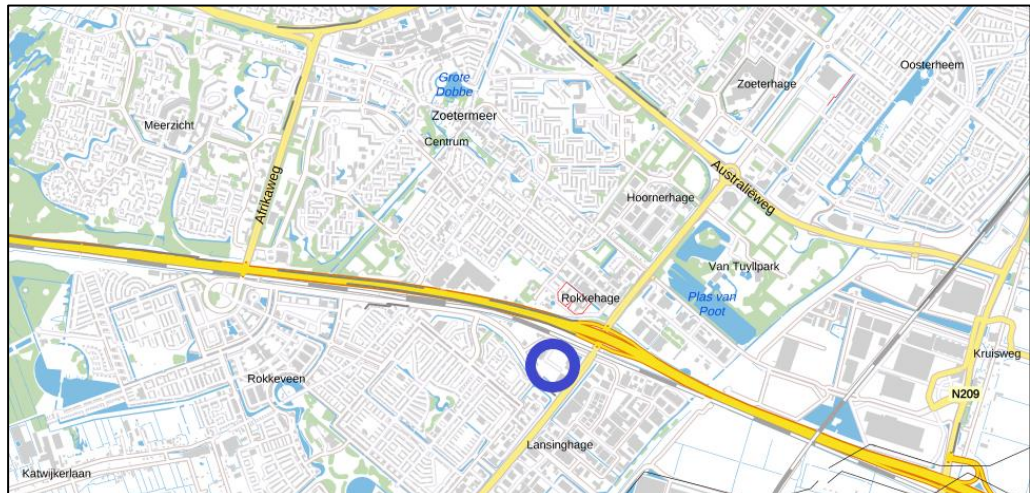 Oosterheem
Zoeterhage
Grote
Dobbe
Zoetermeer
Meerzicht
Centrum
Afrikaweg
Australiëweg
Hoornerhage
Van Tuyllpark
Rokkehage
Plas van
Poot
Kruisweg
Rokkeveen
N209
Lansinghage
Katwijkerlaan